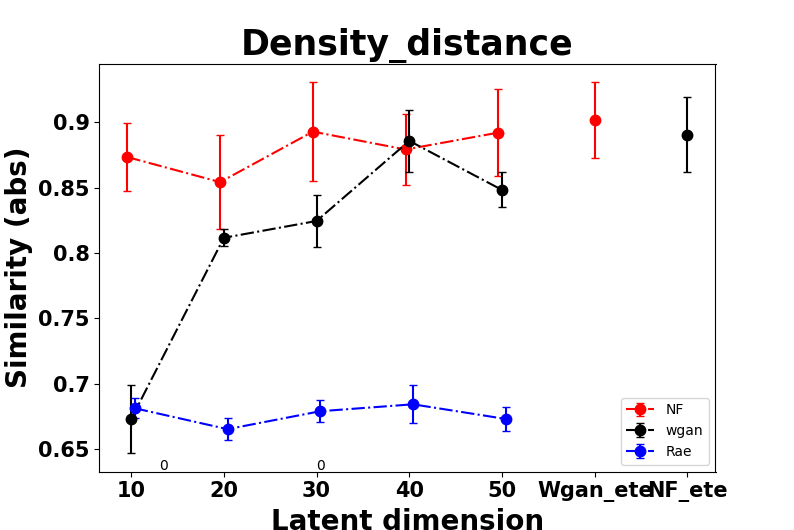 Density_distance
Similarity (abs)
0.9
0.85
0.8
0.75
0.7
0.65
0 0
NF
wgan
Rae
10 20 30 40 50 Wgan_ete NF_ete
Latent dimension